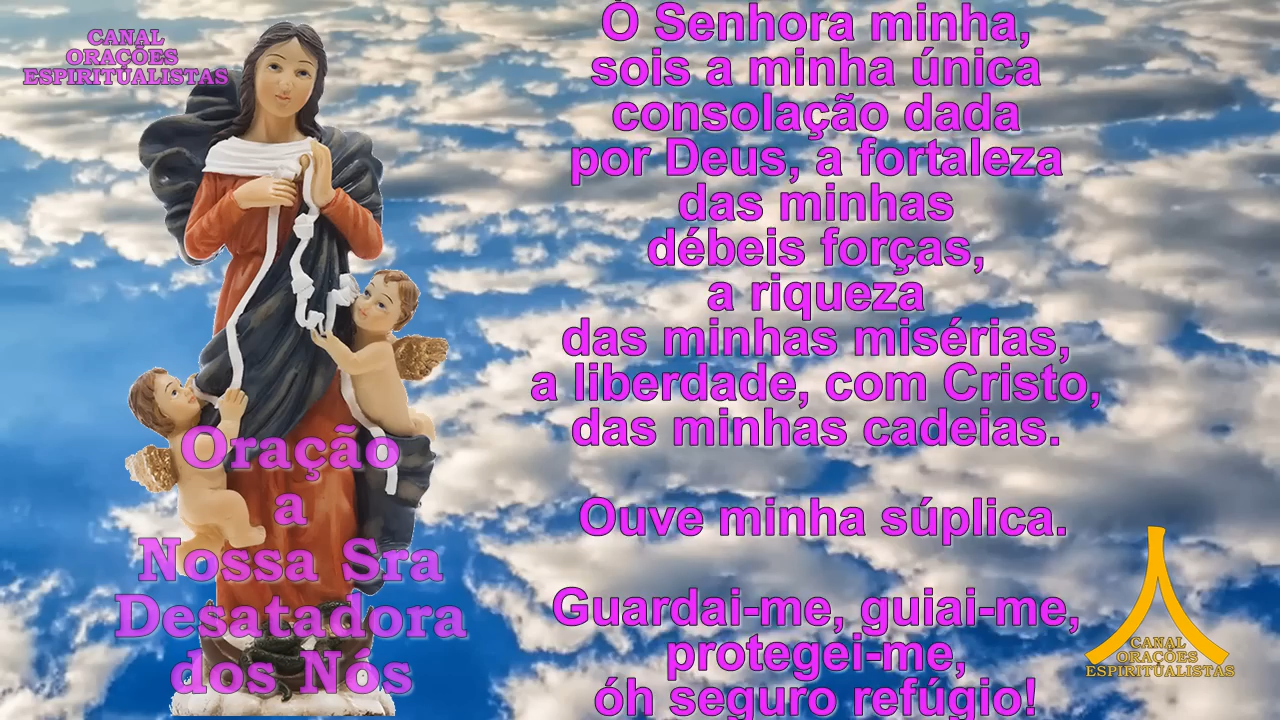 CANAL
ORAÇÕES
ESPIRITUALISTAS
Oração
a
Nossa Sra
Desatadora
dos Nós
Ó Senhora minha,
sois a minha única
consolação dada
por Deus, a fortaleza
das minhas
débeis forças,
a riqueza
das minhas misérias,
a liberdade, com Cristo,
das minhas cadeias.
Ouve minha súplica.
Guardai-me, guiai-me,
protegei-me,
óh seguro refúgio!
CANAL
ORAÇÕES
ESPIRITUALISTAS